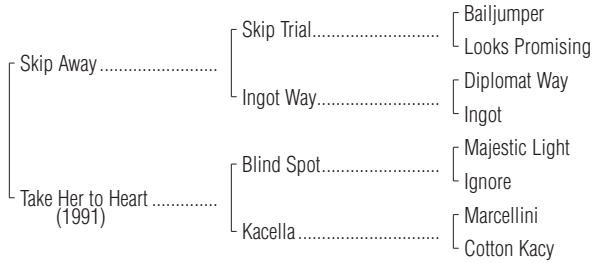 Bailjumper
Skip Trial
Looks Promising
Skip Away
Diplomat Way
Ingot Way
Ingot
Majestic Light
Blind Spot
Ignore
Take Her to Heart
(1991)
Marcellini
Kacella
Cotton Kacy